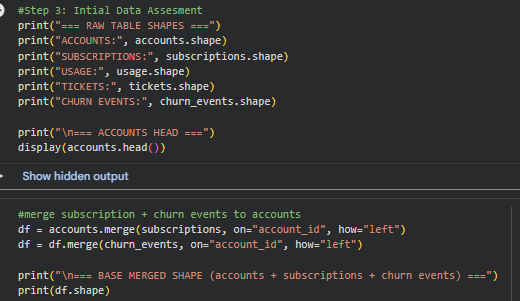 #Step 3: Intial Data Assesment
print("=== RAW TABLE SHAPES ===")
print("ACCOUNTS:", accounts.shape)
print("SUBSCRIPTIONS:", subscriptions.shape)
print("USAGE:", usage.shape)
print("TICKETS:", tickets.shape)
print("CHURN EVENTS:", churn_events.shape)

print("\n=== ACCOUNTS HEAD ===")
display(accounts.head())
Show hidden output
#merge subscription + churn events to accounts
df = accounts.merge(subscriptions, on="account_id", how="left")
df = df.merge(churn_events, on="account_id", how="left")

print("\n=== BASE MERGED SHAPE (accounts + subscriptions + churn events) ===")
print(df.shape)